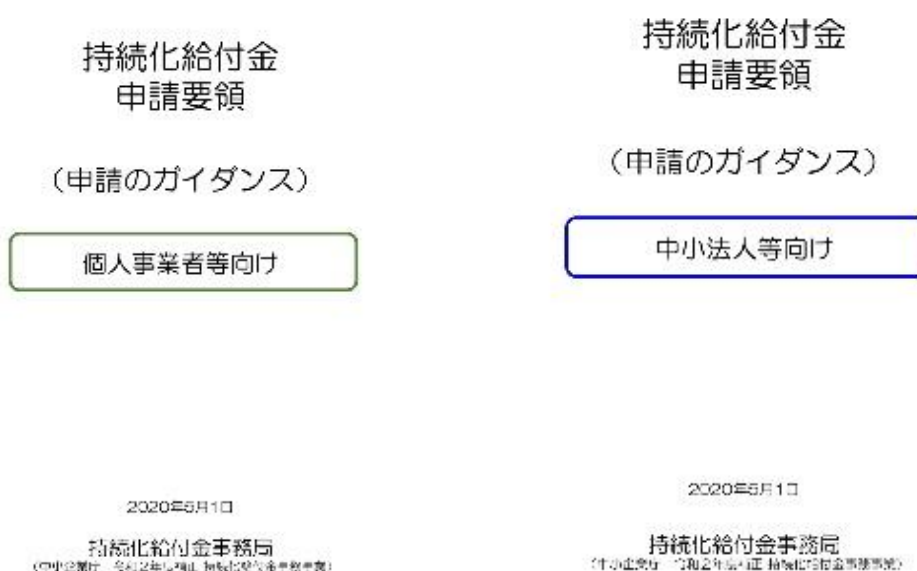 持続化給付金
申請要領
（申請のガイダンス）
個人事業者等向け
2020年5月1日
持続化給付金事務局
持続化給付金
申請要領
（申請のガイダンス）
中小法人等向け
2020年5月1日
持続化給付金事務局